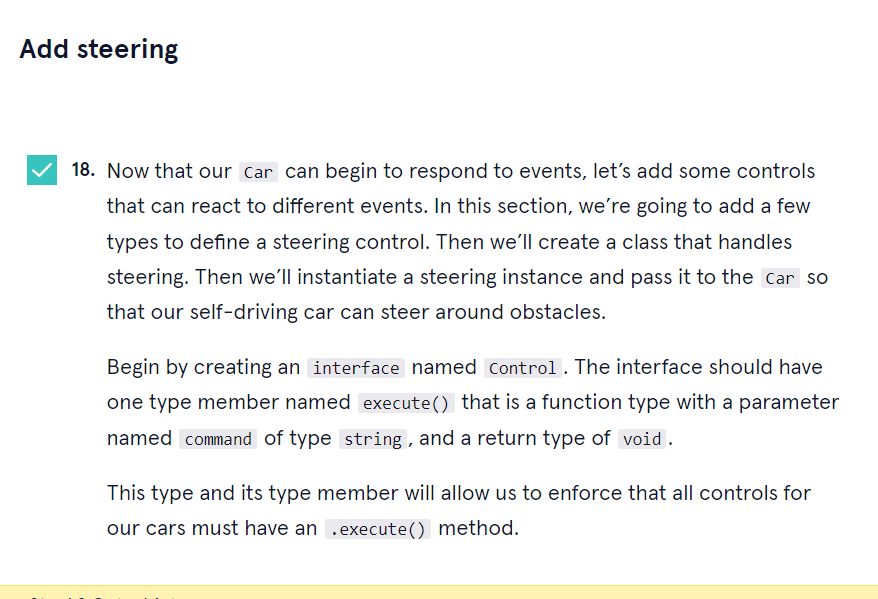 Add steering
18. Now that our Car can begin to respond to events, let’s add some controls
that can react to different events. In this section, we’re going to add a few
types to define a steering control. Then we’ll create a class that handles
steering. Then we’ll instantiate a steering instance and pass it to the Car so
that our self-driving car can steer around obstacles.
Begin by creating an interface named Control. The interface should have
one type member named execute() that is a function type with a parameter
named command of type string, and a return type of void.
This type and its type member will allow us to enforce that all controls for
our cars must have an .execute() method.